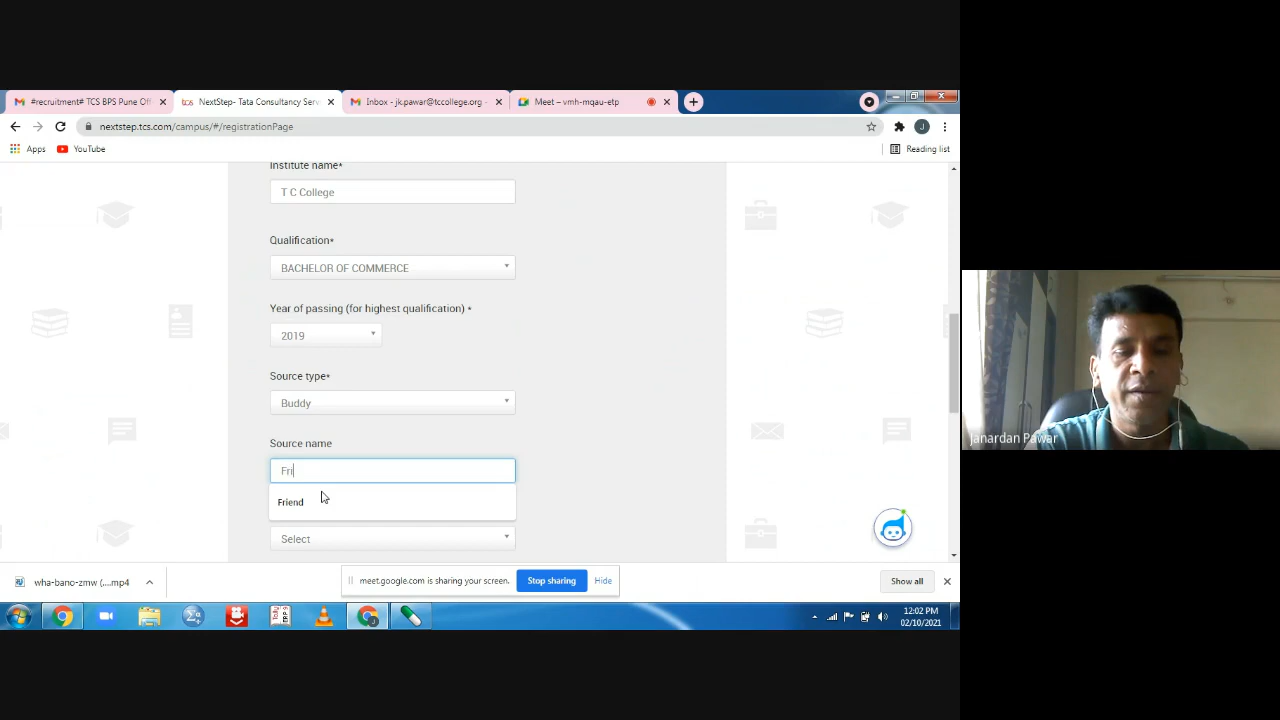 #recruitment# TCS BPS Pune Off
NextStep- Tata Consultancy Serv
Inbox - jk.pawar@tccollege.org -
Meet – vmh-mqau-etp
nextstep.tcs.com/campus/#/registrationPage
J
Apps
YouTube
Reading list
Institute name*
T C College
Qualification*
BACHELOR OF COMMERCE
Year of passing (for highest qualification) *
2019
Source type*
Buddy
Source name
Fri
Friend
Select
Janardan Pawar
wha-bano-zmw (....mp4
meet.google.com is sharing your screen.
Stop sharing
Hide
Show all
12:02 PM
02/10/2021